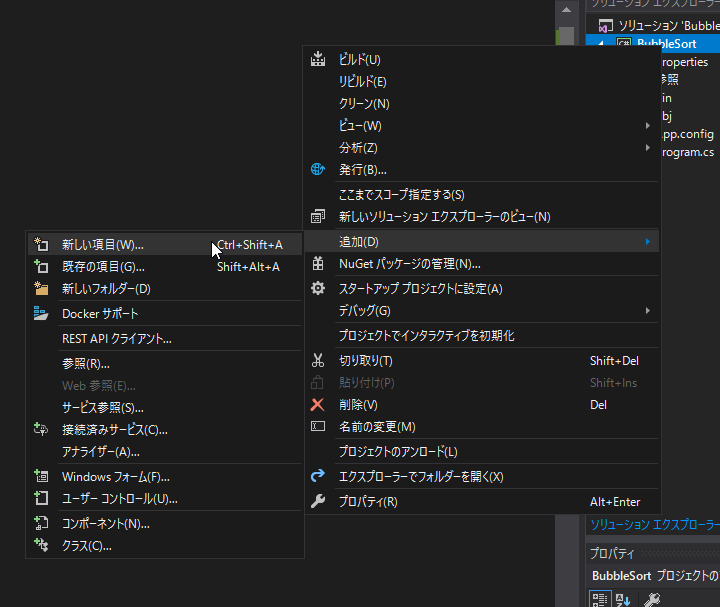 ソリューション エクスプローラー
ソリューション 'Bubble
BubbleSort
roperties
参照
in
bj
pp.config
rogram.cs
ビルド(U)
リビルド(E)
クリーン(N)
ビュー(W)
分析(Z)
発行(B)...
ここまでスコープ指定する(S)
新しいソリューション エクスプローラーのビュー(N)
追加(D)
NuGet パッケージの管理(N)...
スタートアップ プロジェクトに設定(A)
デバッグ(G)
プロジェクトでインタラクティブを初期化
切り取り(T) Shift+Del
貼り付け(P) Shift+Ins
削除(V) Del
名前の変更(M)
プロジェクトのアンロード(L)
エクスプローラーでフォルダーを開く(X)
プロパティ(R) Alt+Enter
新しい項目(W)... Ctrl+Shift+A
既存の項目(G)... Shift+Alt+A
新しいフォルダー(D)
Docker サポート
REST API クライアント...
参照(R)...
Web 参照(E)...
サービス参照(S)...
接続済みサービス(C)...
アナライザー(A)...
Windows フォーム(F)...
ユーザー コントロール(U)...
コンポーネント(N)...
クラス(C)...
ソリューション エクスプローラー
プロパティ
BubbleSort プロジェクトの